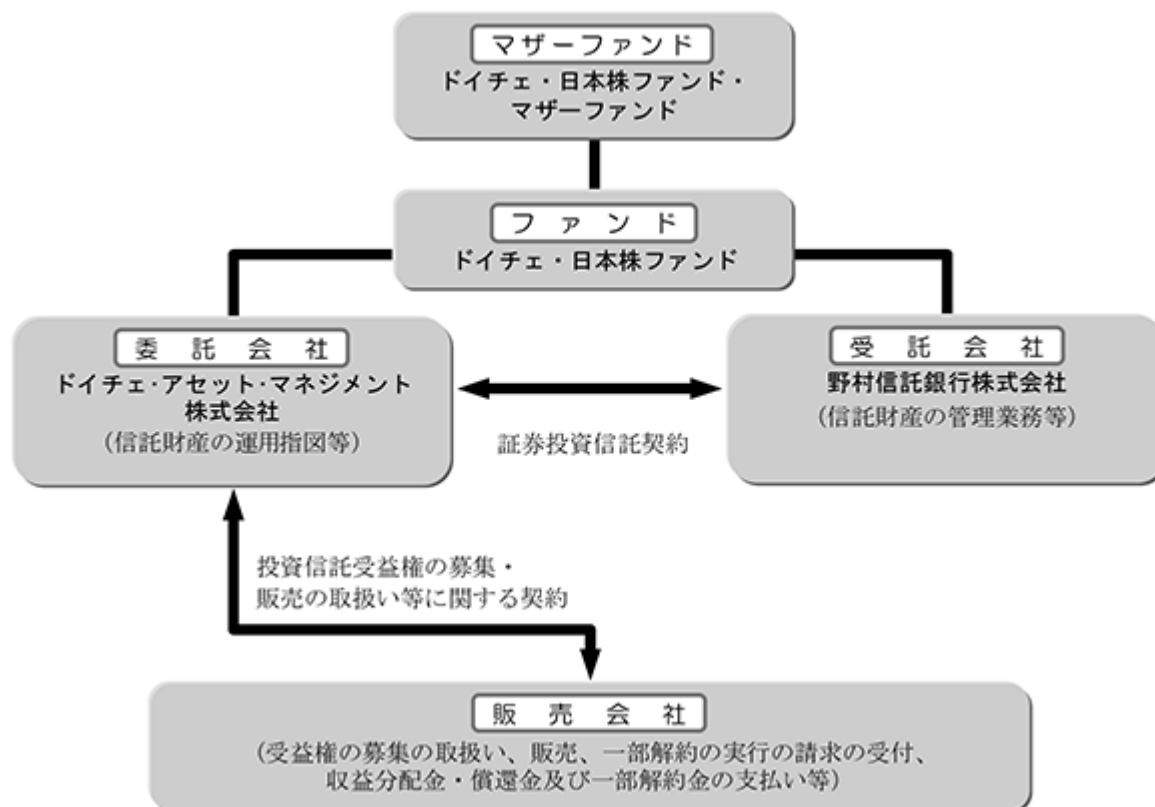 マザーファンド
ドイチェ・日本株ファンド・
マザーファンド
ファンド
ドイチェ・日本株ファンド
委託会社
ドイチェ・アセット・マネジメント
株式会社
（信託財産の運用指図等）
受託会社
野村信託銀行株式会社
（信託財産の管理業務等）
証券投資信託契約
投資信託受益権の募集・
販売の取扱い等に関する契約
販売会社
（受益権の募集の取扱い、販売、一部解約の実行の請求の受付、
収益分配金・償還金及び一部解約金の支払い等）